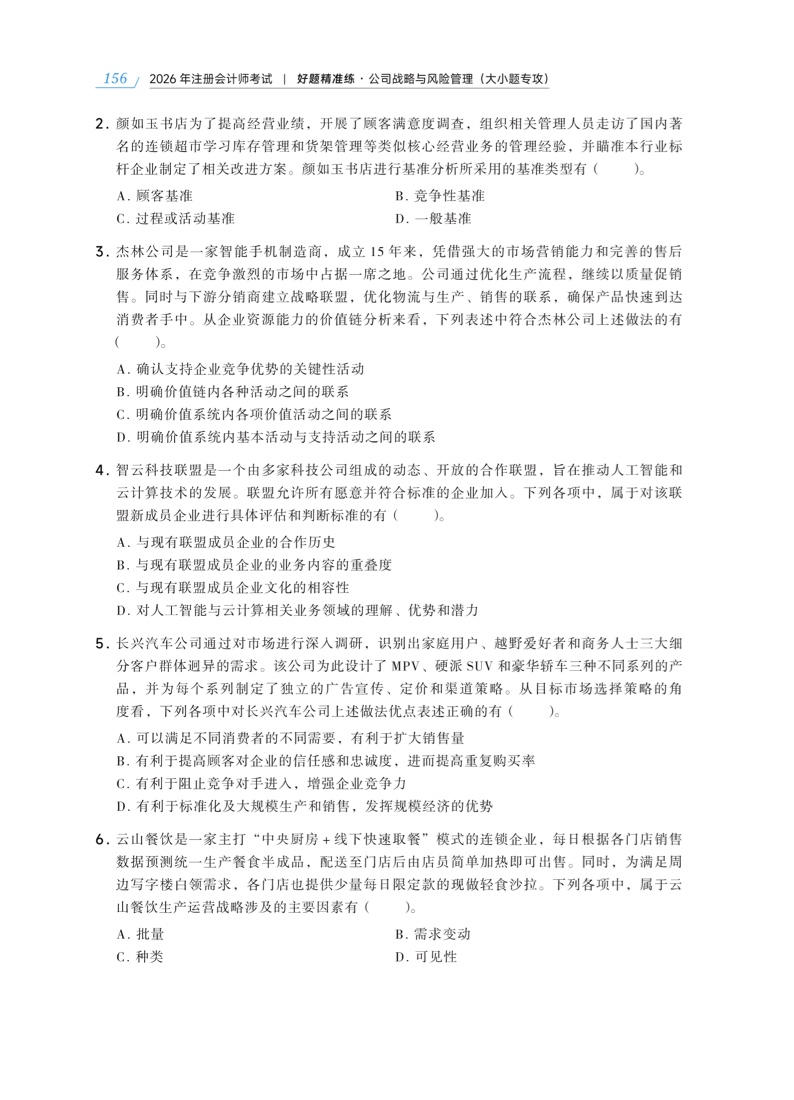 156 2026 年注册会计师考试 | 好题精准练·公司战略与风险管理（大小题专攻）
2. 颜如玉书店为了提高经营业绩，开展了顾客满意度调查，组织相关管理人员走访了国内著
名的连锁超市学习库存管理和货架管理等类似核心经营业务的管理经验，并瞄准本行业标
杆企业制定了相关改进方案。颜如玉书店进行基准分析所采用的基准类型有（　　）。
A. 顾客基准 B. 竞争性基准
C. 过程或活动基准 D. 一般基准
3. 杰林公司是一家智能手机制造商，成立 15 年来，凭借强大的市场营销能力和完善的售后
服务体系，在竞争激烈的市场中占据一席之地。公司通过优化生产流程，继续以质量促销
售。同时与下游分销商建立战略联盟，优化物流与生产、销售的联系，确保产品快速到达
消费者手中。从企业资源能力的价值链分析来看，下列表述中符合杰林公司上述做法的有
（　　）。
A. 确认支持企业竞争优势的关键性活动
B. 明确价值链内各种活动之间的联系
C. 明确价值系统内各项价值活动之间的联系
D. 明确价值系统内基本活动与支持活动之间的联系
4. 智云科技联盟是一个由多家科技公司组成的动态、开放的合作联盟，旨在推动人工智能和
云计算技术的发展。联盟允许所有愿意并符合标准的企业加入。下列各项中，属于对该联
盟新成员企业进行具体评估和判断标准的有（　　）。
A. 与现有联盟成员企业的合作历史
B. 与现有联盟成员企业的业务内容的重叠度
C. 与现有联盟成员企业文化的相容性
D. 对人工智能与云计算相关业务领域的理解、优势和潜力
5. 长兴汽车公司通过对市场进行深入调研，识别出家庭用户、越野爱好者和商务人士三大细
分客户群体迥异的需求。该公司为此设计了 MPV、硬派 SUV 和豪华轿车三种不同系列的产
品，并为每个系列制定了独立的广告宣传、定价和渠道策略。从目标市场选择策略的角
度看，下列各项中对长兴汽车公司上述做法优点表述正确的有（　　）。
A. 可以满足不同消费者的不同需要，有利于扩大销售量
B. 有利于提高顾客对企业的信任感和忠诚度，进而提高重复购买率
C. 有利于阻止竞争对手进入，增强企业竞争力
D. 有利于标准化及大规模生产和销售，发挥规模经济的优势
6. 云山餐饮是一家主打“中央厨房 + 线下快速取餐”模式的连锁企业，每日根据各门店销售
数据预测统一生产餐食半成品，配送至门店后由店员简单加热即可出售。同时，为满足周
边写字楼白领需求，各门店也提供少量每日限定款的现做轻食沙拉。下列各项中，属于云
山餐饮生产运营战略涉及的主要因素有（　　）。
A. 批量 B. 需求变动
C. 种类 D. 可见性